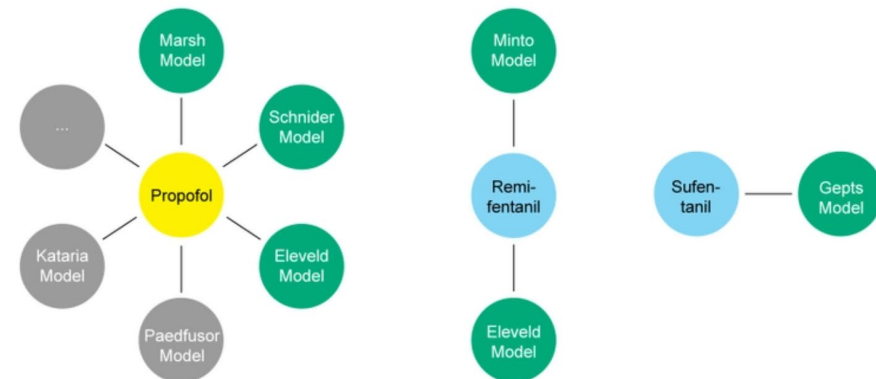 Marsh
Model
Minto
Model
...
Schnider
Model
Propofol
Remi-
fentanil
Sufen-
tanil
Gepts
Model
Kataria
Model
Eleveld
Model
Paedfusor
Model
Eleveld
Model